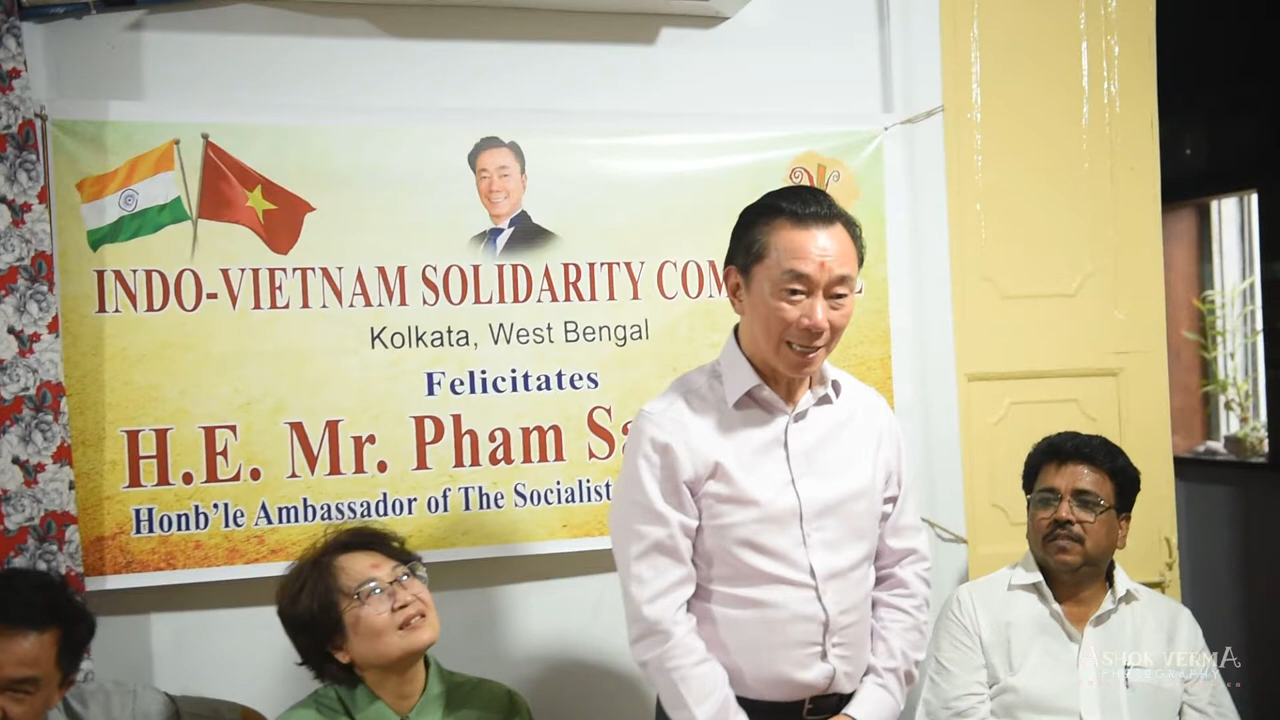 INDO-VIETNAM SOLIDARITY COM
Kolkata, West Bengal
Felicitates
H.E. Mr. Pham Sa
Honb'le Ambassador of The Socialist
ASHOK VERMA
PHOTOGRAPHY